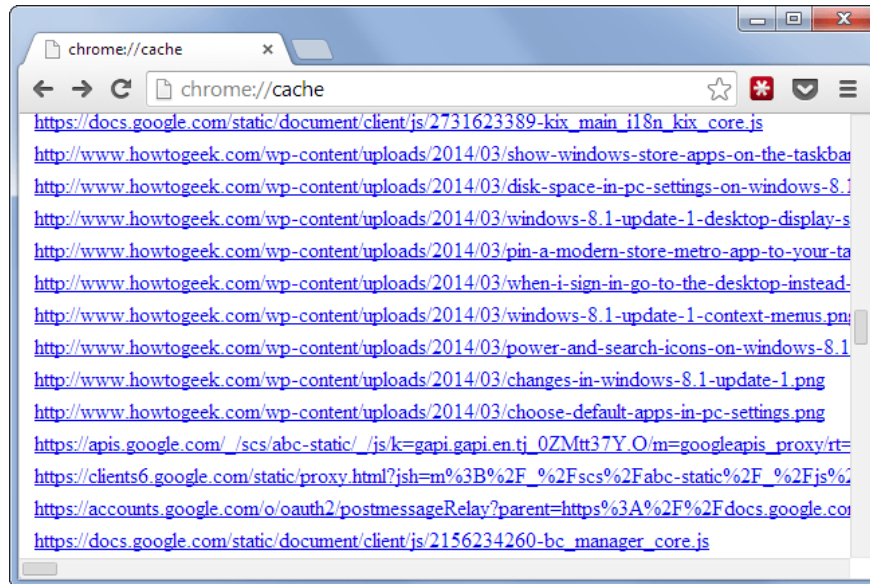 chrome://cache
chrome://cache
https://docs.google.com/static/document/client/js/2731623389-kix_main_i18n_kix_core.js
http://www.howtogeek.com/wp-content/uploads/2014/03/show-windows-store-apps-on-the-taskbar
http://www.howtogeek.com/wp-content/uploads/2014/03/disk-space-in-pc-settings-on-windows-8.1
http://www.howtogeek.com/wp-content/uploads/2014/03/windows-8.1-update-1-desktop-display-s
http://www.howtogeek.com/wp-content/uploads/2014/03/pin-a-modern-store-metro-app-to-your-ta
http://www.howtogeek.com/wp-content/uploads/2014/03/when-i-sign-in-go-to-the-desktop-instead-
http://www.howtogeek.com/wp-content/uploads/2014/03/windows-8.1-update-1-context-menus.png
http://www.howtogeek.com/wp-content/uploads/2014/03/power-and-search-icons-on-windows-8.1
http://www.howtogeek.com/wp-content/uploads/2014/03/changes-in-windows-8.1-update-1.png
http://www.howtogeek.com/wp-content/uploads/2014/03/choose-default-apps-in-pc-settings.png
https://apis.google.com/_/scs/abc-static/_/js/k=gapi.gapi.en.tj_0ZMtt37Y.O/m=googleapis_proxy/rt=
https://clients6.google.com/static/proxy.html?jsh=m%3B%2F_%2Fscs%2Fabc-static%2F_%2Fjs%2
https://accounts.google.com/o/oauth2/postmessageRelay?parent=https%3A%2F%2Fdocs.google.com
https://docs.google.com/static/document/client/js/2156234260-bc_manager_core.js